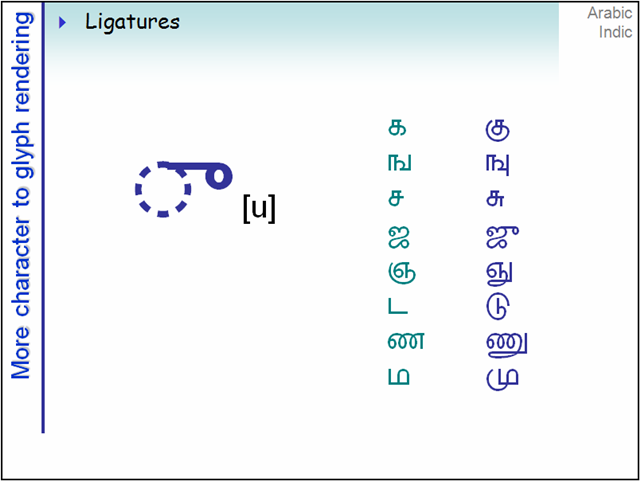 More character to glyph rendering
Ligatures
Arabic
Indic
[u]
க கு
ங ஙு
ச சு
ஜ ஜு
ஞ ஞு
ட டு
ண ணு
ம மு